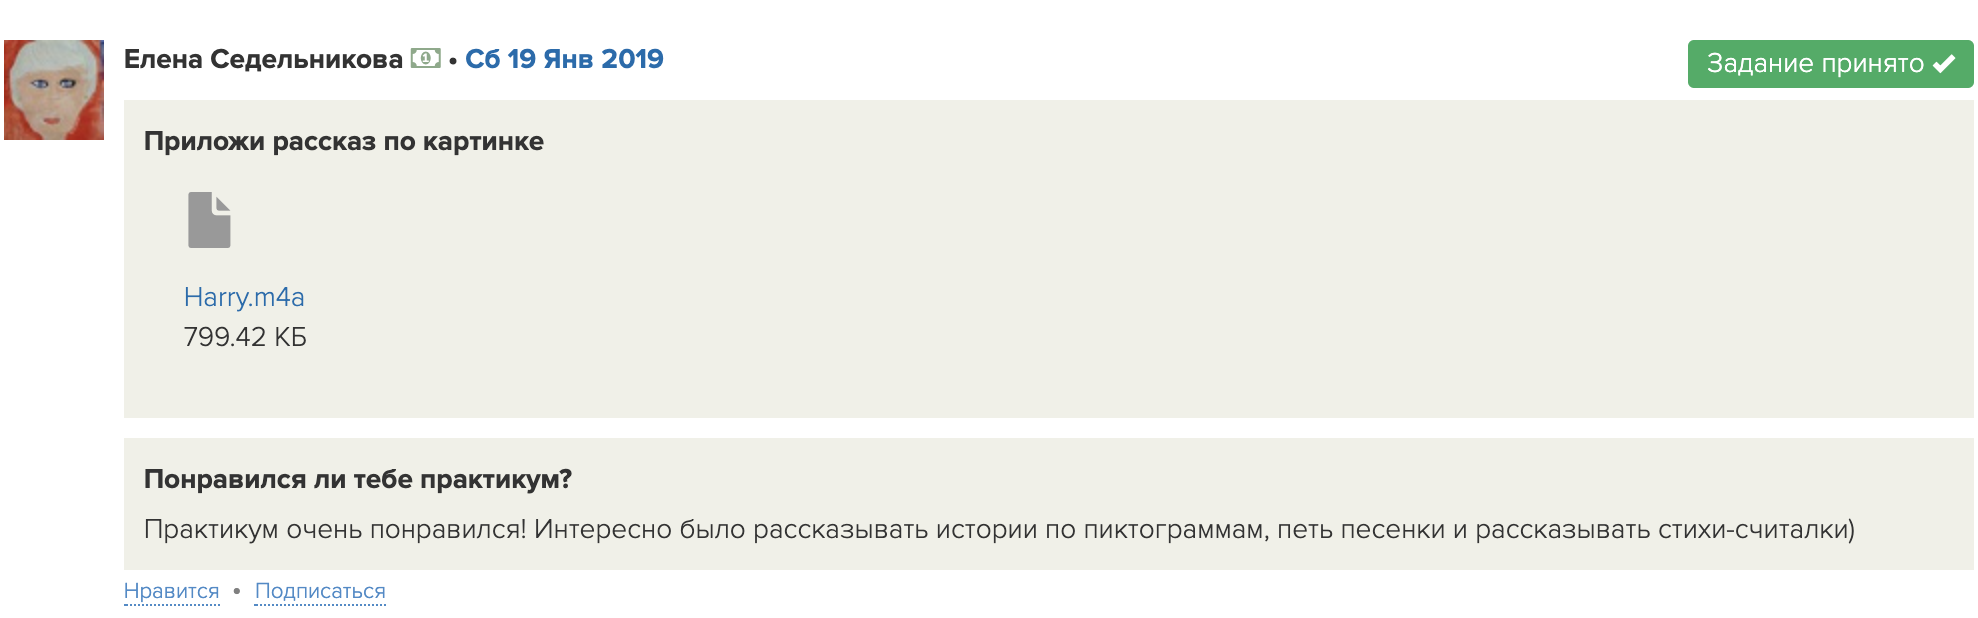 Елена Седельникова 1 • Сб 19 Янв 2019
Задание принято
Приложи рассказ по картинке
Harry.m4a
799.42 КБ
Понравился ли тебе практикум?
Практикум очень понравился! Интересно было рассказывать истории по пиктограммам, петь песенки и рассказывать стихи-считалки)
Нравится • Подписаться